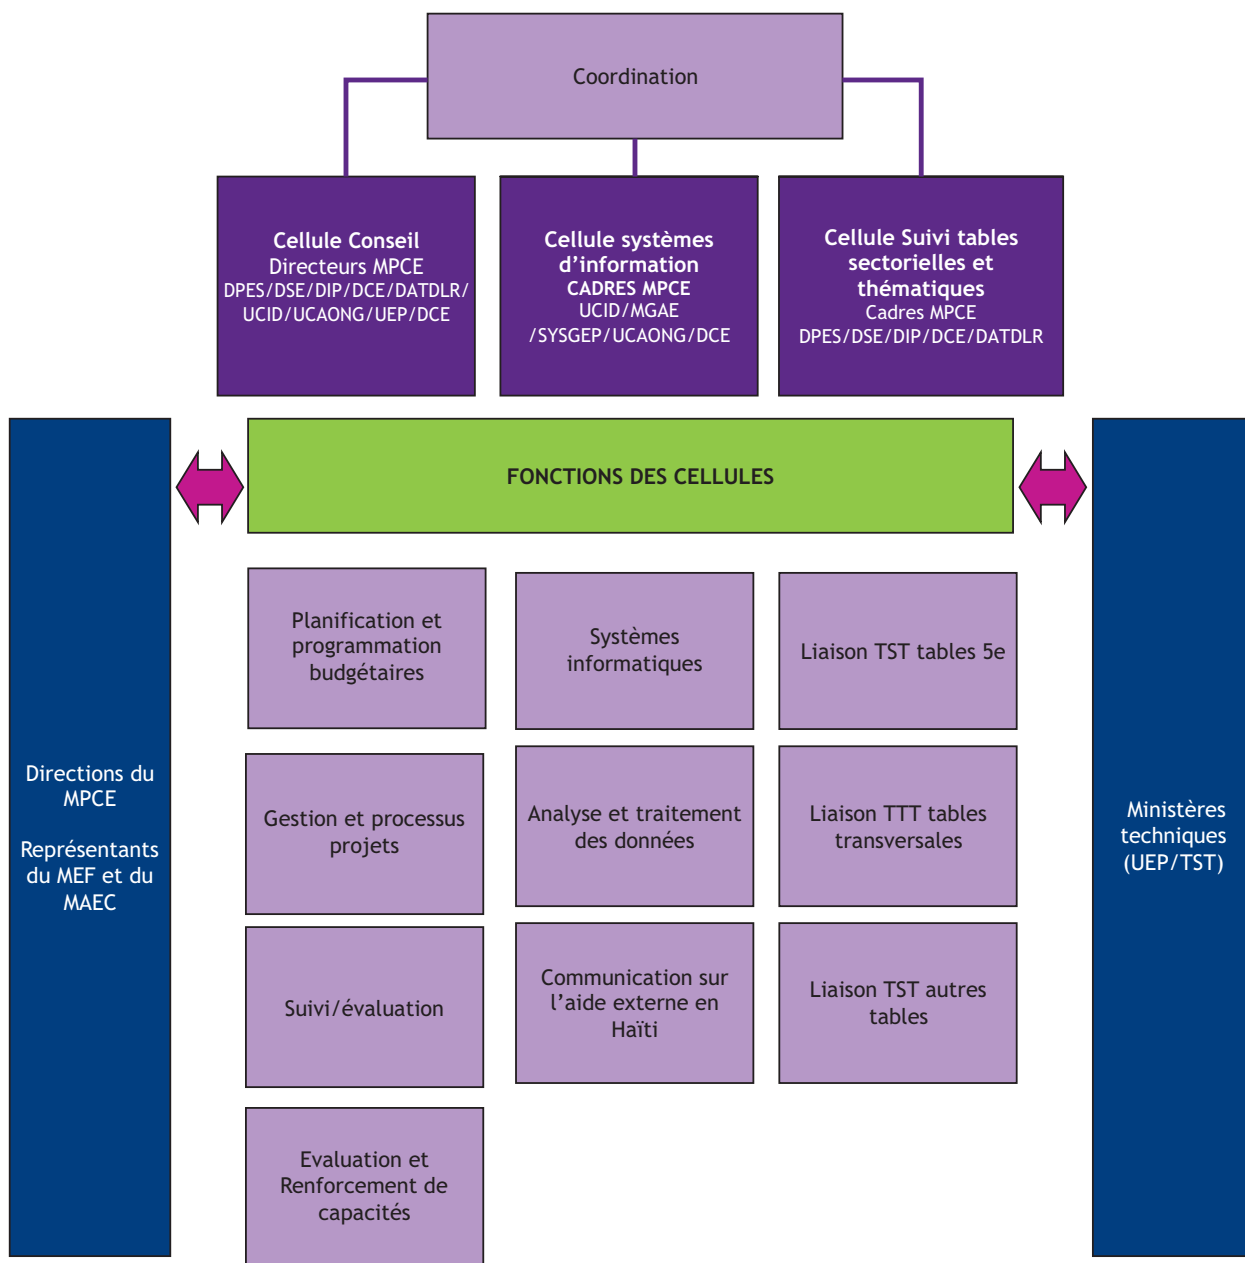 Coordination
Cellule Conseil
Directeurs MPCE
DPES/DSE/DIP/DCE/DATDLR/
UCID/UCAONG/UEP/DCE
Cellule systèmes
d’information
CADRES MPCE
UCID/MGAE
/SYSGEP/UCAONG/DCE
Cellule Suivi tables
sectorielles et
thématiques
Cadres MPCE
DPES/DSE/DIP/DCE/DATDLR
FONCTIONS DES CELLULES
Directions du
MPCE
Représentants
du MEF et du
MAEC
Planification et
programmation
budgétaires
Gestion et processus
projets
Suivi/évaluation
Evaluation et
Renforcement de
capacités
Systèmes
informatiques
Analyse et traitement
des données
Communication sur
l’aide externe en
Haïti
Liaison TST tables 5e
Liaison TTT tables
transversales
Liaison TST autres
tables
Ministères
techniques
(UEP/TST)